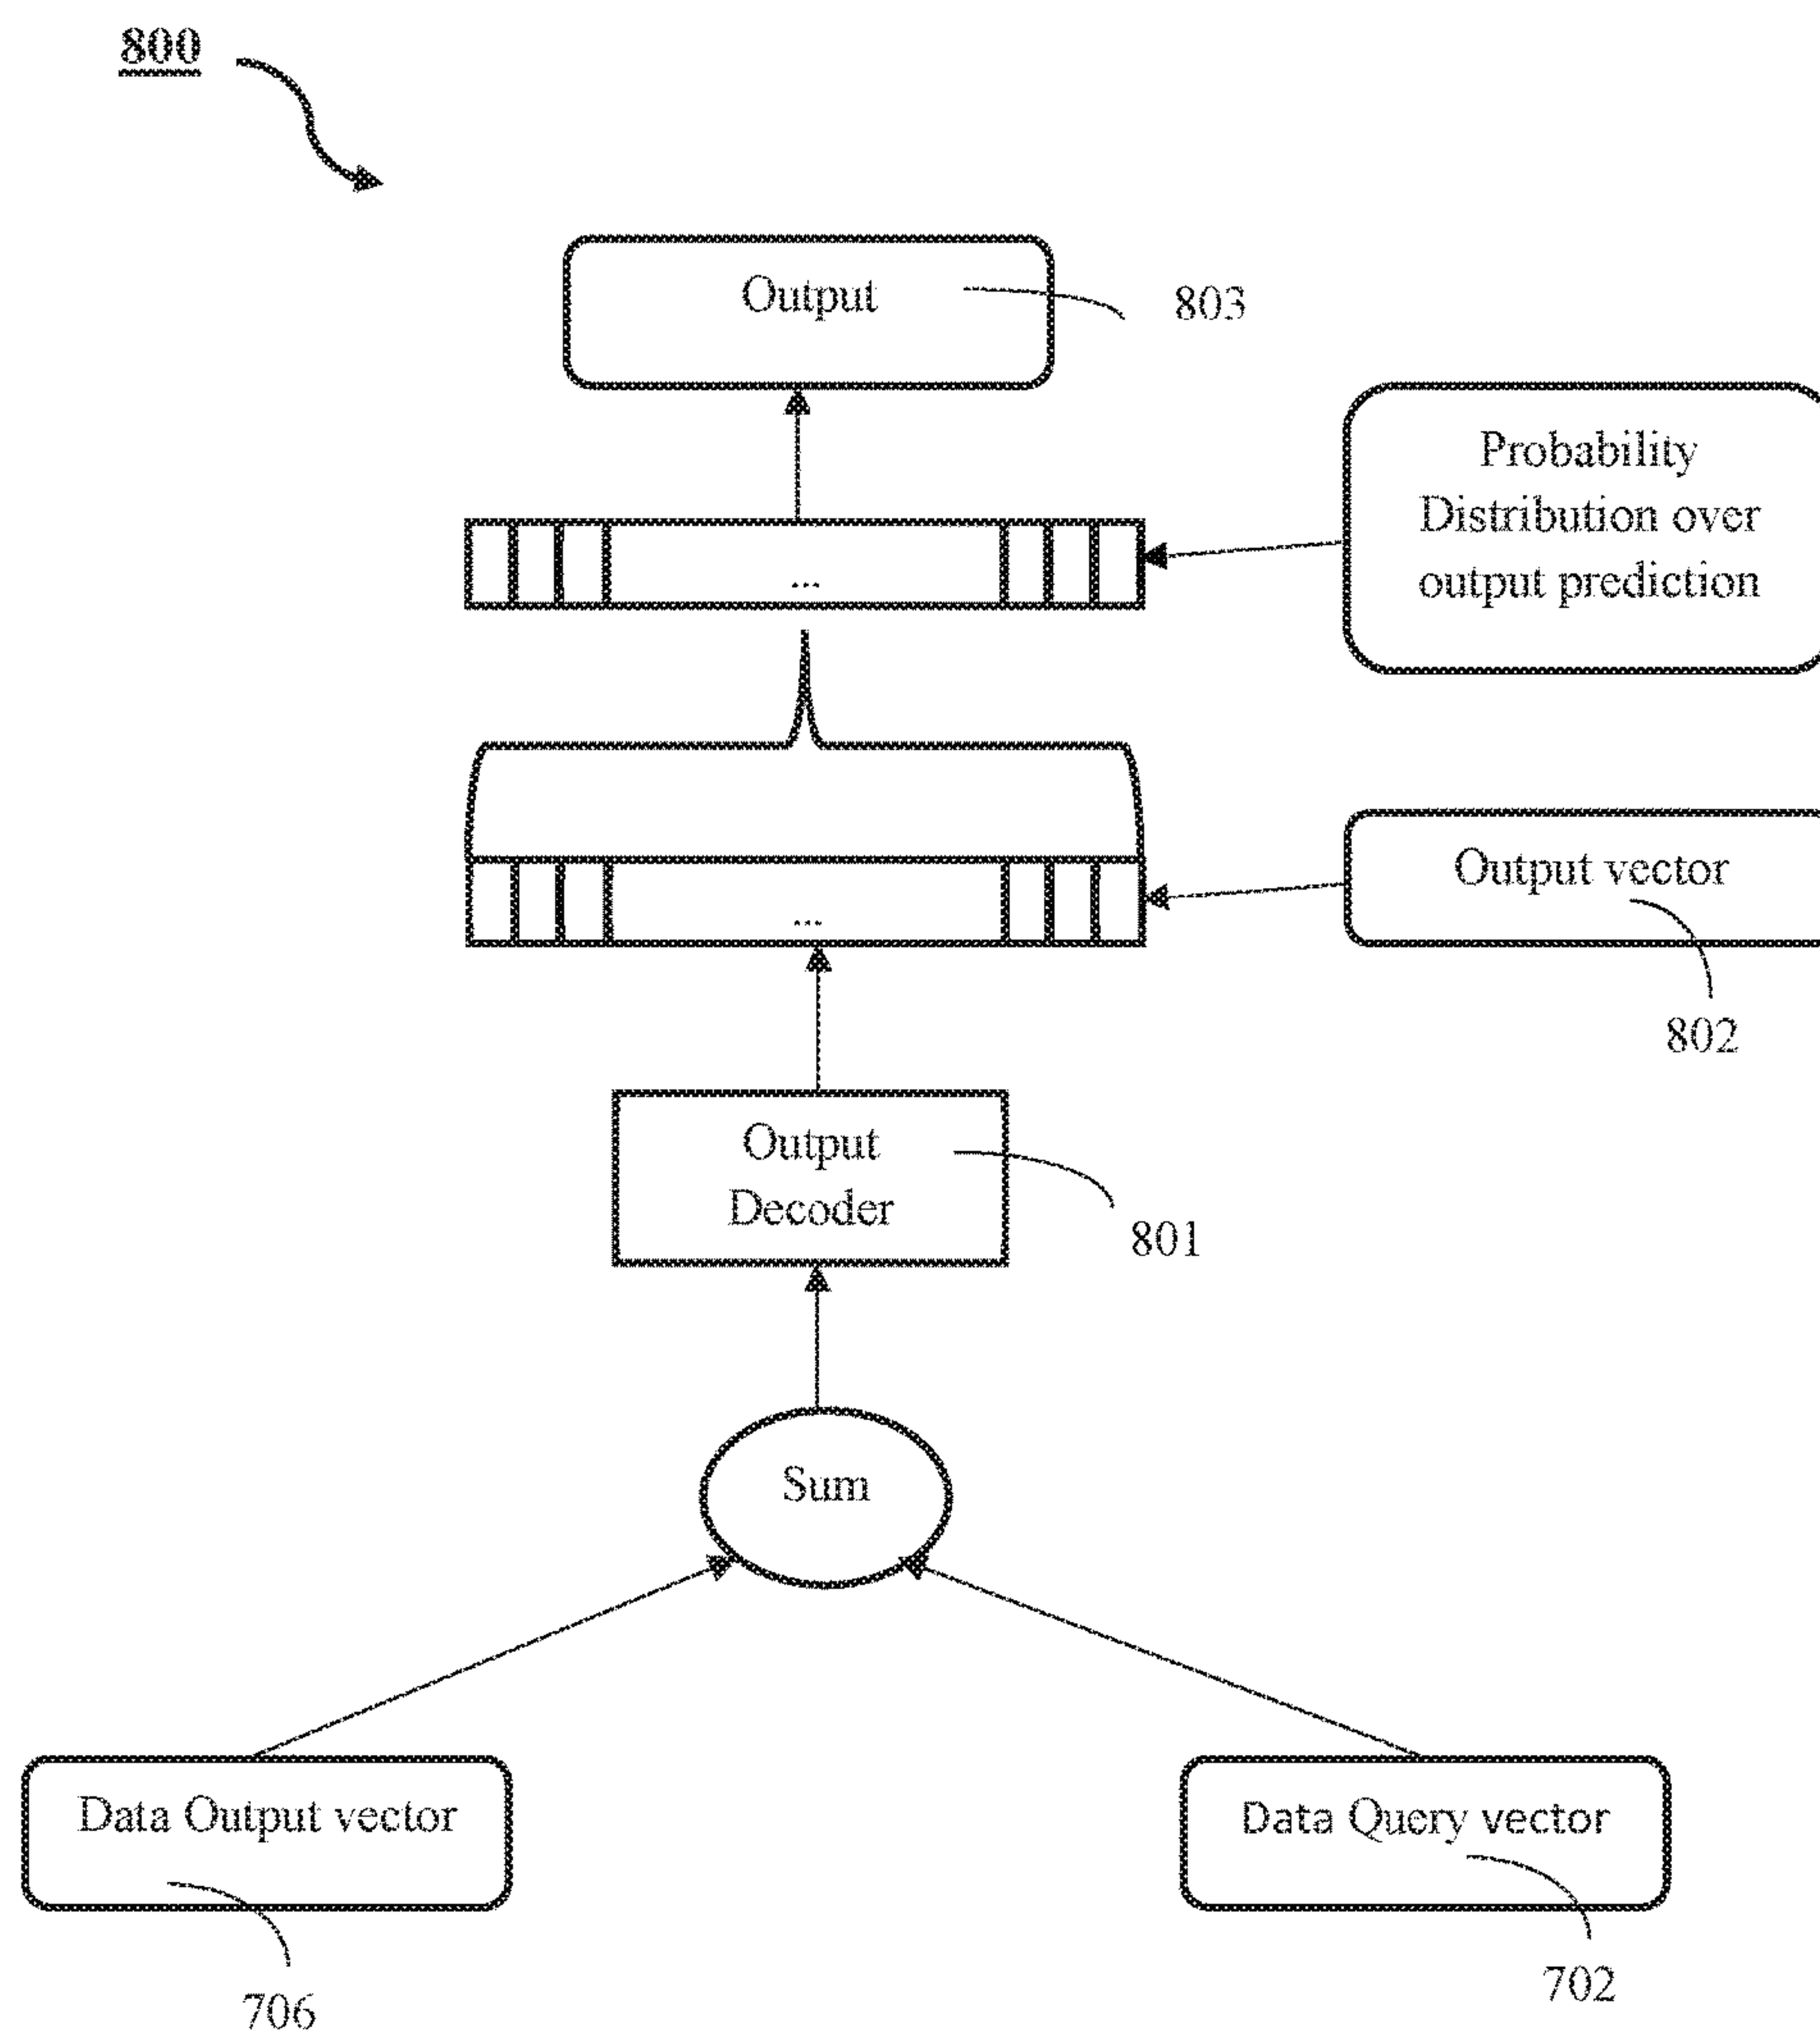 800
Output
803
Probability
Distribution over
output prediction
...
Output vector
...
802
Output
Decoder
801
Sum
Data Output vector
Data Query vector
706
702